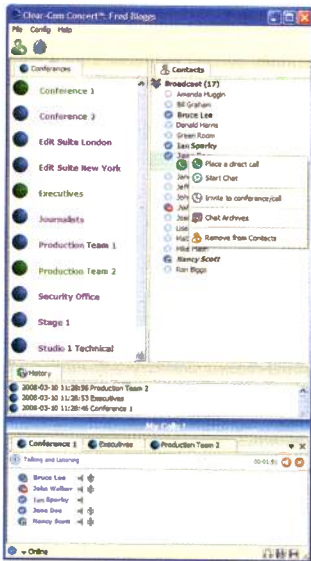 Clear-Com Concert™: Fred Bloggs
File Config Help
Conferences
Conference 1
Conference 2
Edit Suite London
Edit Suite New York
Executives
Journalists
Production Team 1
Production Team 2
Security Office
Stage 1
Studio 1 Technical
Contacts
Broadcast (17)
Amanda Huggin
Bill Graham
Bruce Lee
Donald Harris
Green Room
Ian Sporky
Place a direct call
Start Chat
Invite to conference/call
Chat Archives
Remove from Contacts
Nancy Scott
Ron Biggs
History
2008-03-10 11:28:56 Production Team 2
2008-03-10 11:28:53 Executives
2008-03-10 11:28:46 Conference 1
My Calls
Conference 1 Executives Production Team 2
Talking and Listening
Bruce Lee
John Walker
Ian Sporky
Jane Doe
Nancy Scott
Online